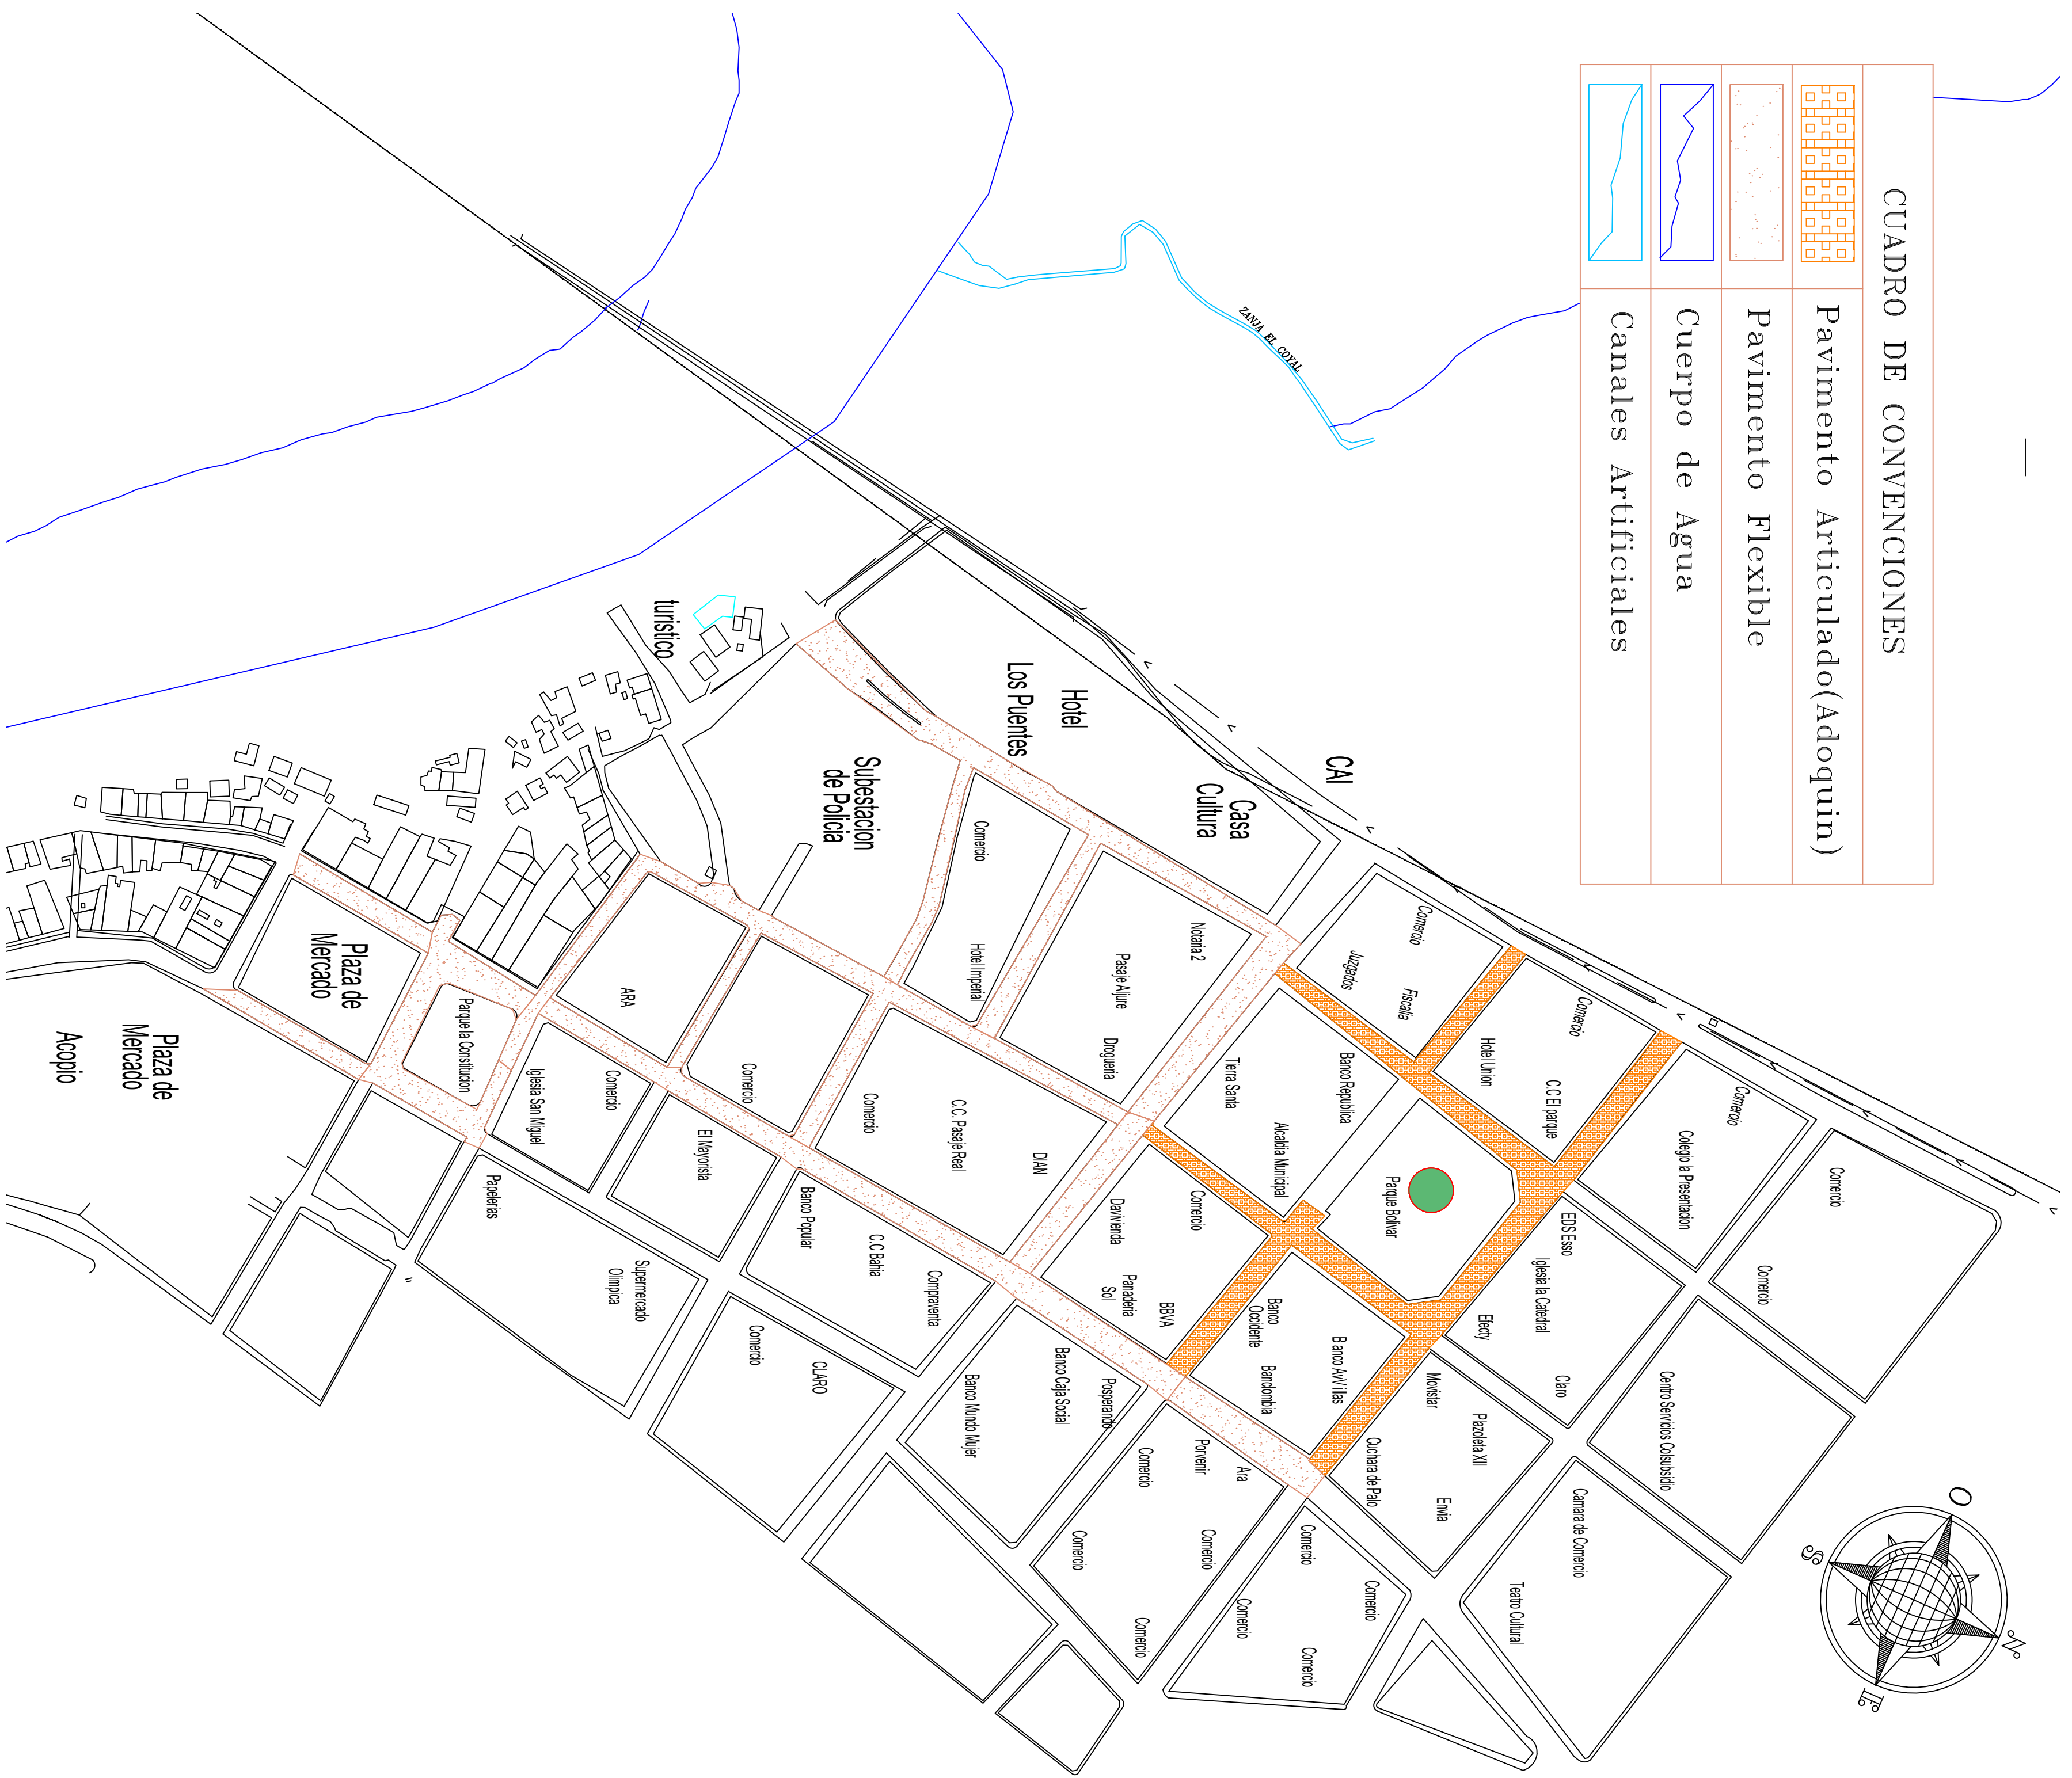 CUADRO DE CONVENCIONES
Pavimento Articulado(Adoquin)
Pavimento Flexible
Cuerpo de Agua
Canales Artificiales
ZANJA EL COYAL
O
N
S
E
CAI
Casa
Cultura
Hotel
Los Puentes
turistico
Subestacion
de Policia
Comercio
Comercio
Comercio
Colegio la Presentacion
Comercio
Hotel Union
C.C El parque
Comercio
Fiscalia
Juzgados
EDS Esso
Iglesia la Catedral
Efecty
Claro
Centro Servicios Colsubsidio
Camara de Comercio
Teatro Cultural
Parque Bolivar
Banco Republica
Tierra Santa
Alcaldia Municipal
Movistar
Plazoleta XII
Cuchara de Palo
Envia
Banco AvVillas
Banco
Occidente
Banclombia
Comercio
Davivienda
Panaderia
Sol
BBVA
Notaria 2
Pasaje Aljure
Drogueria
Comercio
Hotel Imperial
DIAN
C.C. Pasaje Real
Comercio
Comercio
ARA
Comercio
Iglesia San Miguel
El Mayorista
Banco Popular
C.C Bahia
Compraventa
Posperando
Banco Caja Social
Banco Mundo Mujer
Ara
Porvenir
Comercio
Comercio
Comercio
Comercio
Comercio
Comercio
Comercio
Comercio
CLARO
Comercio
Supermercado
Olimpica
Papelerias
Parque la Constitucion
Plaza de
Mercado
Plaza de
Mercado
Acopio